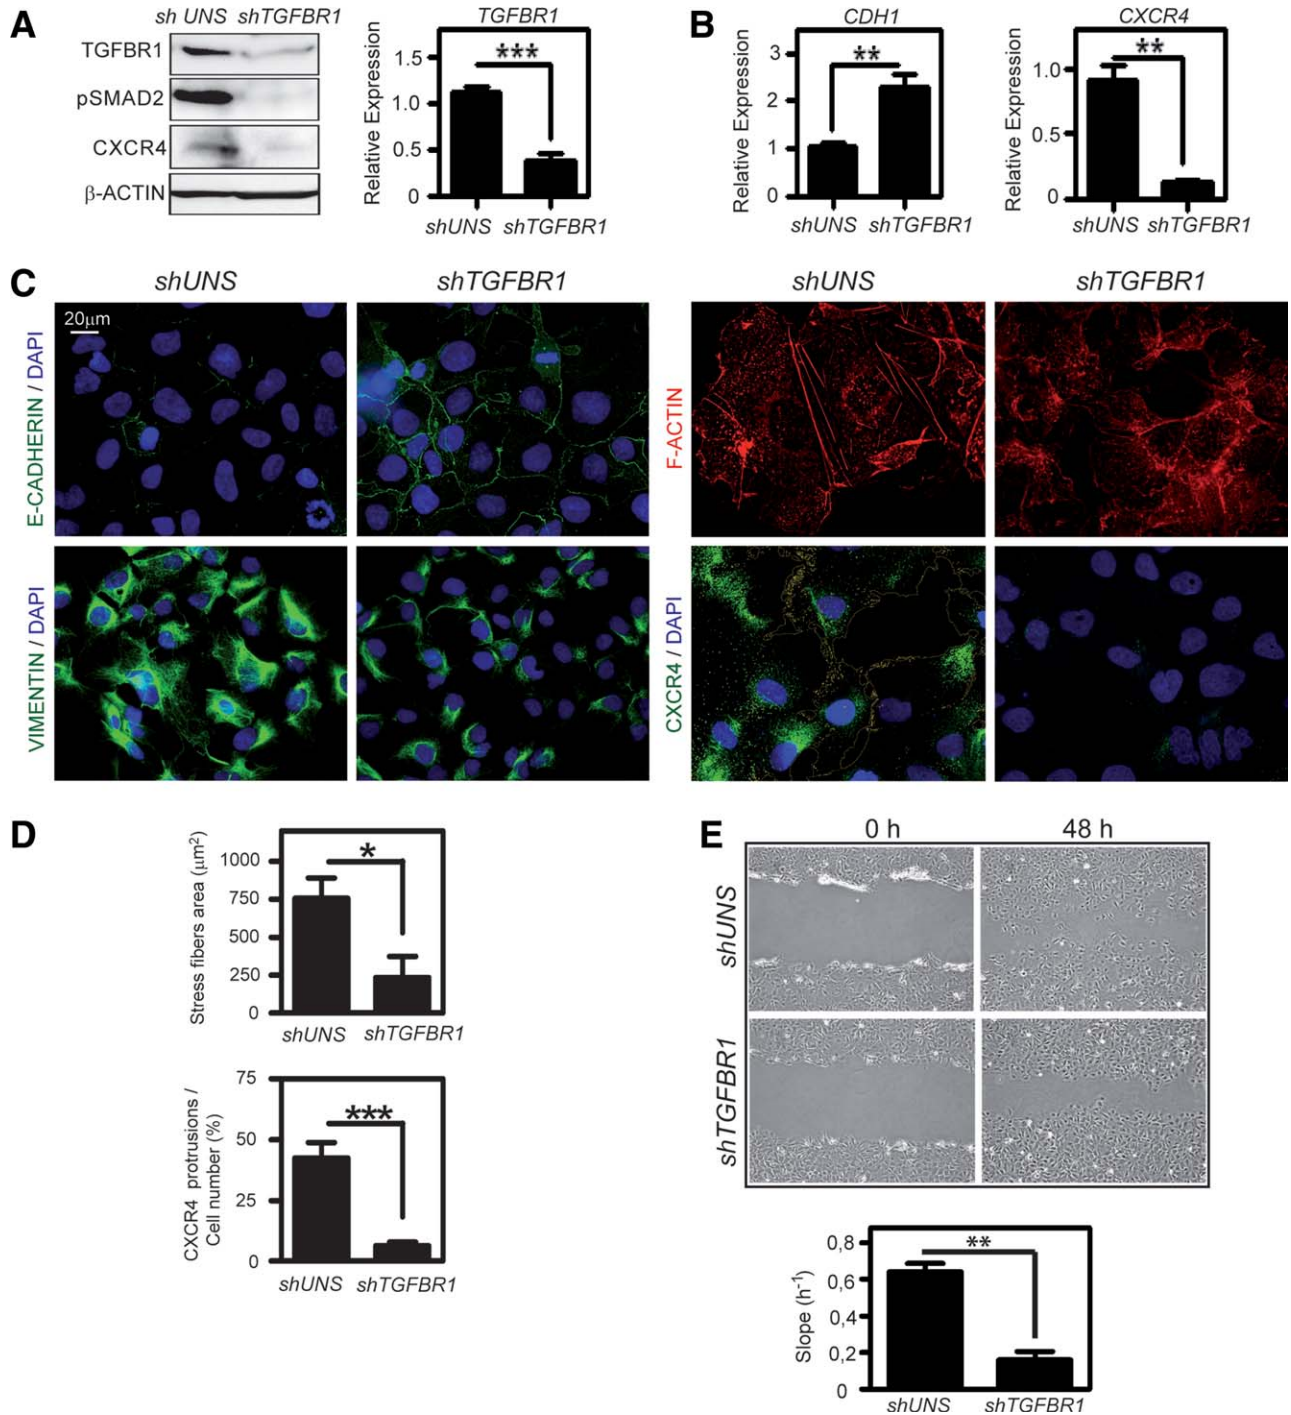 A
sh UNS shTGFBR1
TGFBR1
pSMAD2
CXCR4
β-ACTIN
TGFBR1
Relative Expression
1.5
1.0
0.5
0
***
shUNS shTGFBR1
B
CDH1
Relative Expression
3
2
1
0
**
shUNS shTGFBR1
CXCR4
Relative Expression
1.0
0.5
0
**
shUNS shTGFBR1
C
shUNS shTGFBR1 shUNS shTGFBR1
20μm
E-CADHERIN / DAPI
F-ACTIN
VIMENTIN / DAPI
CXCR4 / DAPI
D
Stress fibers area (μm²)
1000
750
500
250
0
*
shUNS shTGFBR1
CXCR4 protrusions /
Cell number (%)
75
50
25
0
***
shUNS shTGFBR1
E
0 h 48 h
shUNS
shTGFBR1
Slope (h⁻¹)
0,8
0,6
0,4
0,2
0
**
shUNS shTGFBR1